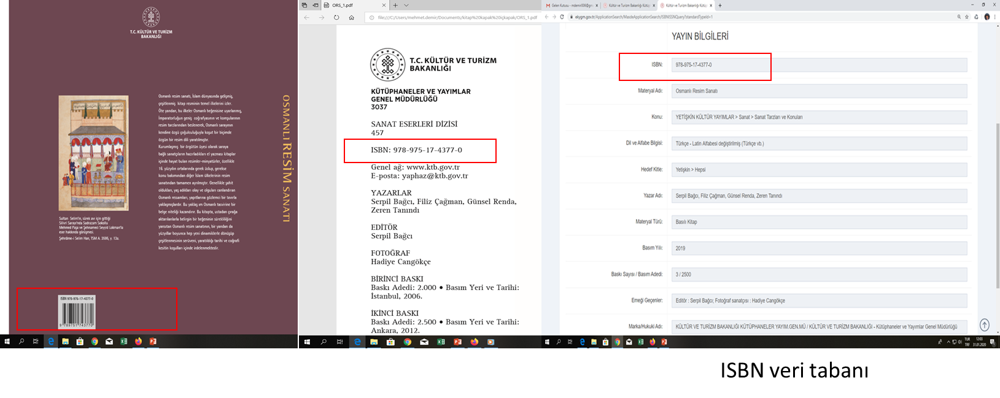 T.C. KÜLTÜR VE TURİZM
BAKANLIĞI
Osmanlı resim sanatı, İslam dünyasında gelişmiş,
çeşitlenmiş kitap resminin temel ilkelerini izler.
Öte yandan, bu ilkeler Osmanlı beğenisine uyarlanmış,
İmparatorluğun geniş coğrafyasının ve komşularının
resim tarzlarından beslenerek, Osmanlı sarayının
kendine özgü çoğulculuğuyla koşut bir biçimde
özgün bir resim dili yaratılmıştır.
Kurumlaşmış bir örgütün üyesi olarak saraya
bağlı sanatçıların hazırladıkları el yazması kitaplar
içinde hayat bulan resimler-minyatürler, özellikle
16. yüzyılın ortalarında gerek üslup, gerekse
konu bakımından diğer İslam ülkelerinin resim
sanatından tamamen ayrılmıştır. Genellikle şahit
oldukları, yaş adıkları olay ve olguları canlandıran
Osmanlı ressamları, yapıtlarına gözlemci bir tavırla
yaklaşmışlardır. Bu yaklaş ım Osmanlı tasvirine bir
belge niteliği kazandırır. Bu kitapta, ustadan çırağa
aktarılanlarla belirgin bir beğeninin sürekliliğini
yansıtan Osmanlı resim sanatının, bir yandan da
yüzyıllar boyunca hep yeni dinamiklerle dönüşüp
çeşitlenmesinin serüveni, yaratıldığı tarihi ve coğrafi
kesitin koşulları içinde irdelenmektedir.
OSMANLI RESİM SANATI
Sultan Selim'in, sürek avı için gittiği
Silivri Sarayı'nda Sadrazam Sokollu
Mehmed Paşa ve Şehnameci Seyyid Lokman'la
eser hakkında görüşmesi.
Şehnâme-i Selim Han, TSM A. 3595, y. 13a.
ISBN 978-975-17-4377-0
9 789751 743770
ORS_1.pdf
file:///C:/Users/mehmet.demir/Documents/kitap%20kapak%20içkapak/ORS_1.pdf
T.C. KÜLTÜR VE TURİZM
BAKANLIĞI
KÜTÜPHANELER VE YAYIMLAR
GENEL MÜDÜRLÜĞÜ
3037
SANAT ESERLERİ DİZİSİ
457
ISBN: 978-975-17-4377-0
Genel ağ: www.ktb.gov.tr
E-posta: yaphaz@ktb.gov.tr
YAZARLAR
Serpil Bağcı, Filiz Çağman, Günsel Renda,
Zeren Tanındı
EDİTÖR
Serpil Bağcı
FOTOĞRAF
Hadiye Cangökçe
BİRİNCİ BASKI
Baskı Adedi: 2.000 • Basım Yeri ve Tarihi:
İstanbul, 2006.
İKİNCİ BASKI
Baskı Adedi: 2.500 • Basım Yeri ve Tarihi:
Ankara, 2012.
Gelen Kutusu - mdemir006@gm
Kültür ve Turizm Bakanlığı Kütüp
Kültür ve Turizm Bakanlığı Kütüp
ekygm.gov.tr/ApplicationSearch/MasdeApplicationSearch/ISBNISSNQuery?standardTypeId=1
YAYIN BİLGİLERİ
ISBN: 978-975-17-4377-0
Materyal Adı: Osmanlı Resim Sanatı
Konu: YETİŞKİN KÜLTÜR YAYIMLAR > Sanat > Sanat Tarzları ve Konuları
Dil ve Alfabe Bilgisi: Türkçe - Latin Alfabesi değiştirilmiş (Türkçe vb.)
Hedef Kitle: Yetişkin > Hepsi
Yazar Adı: Serpil Bağcı, Filiz Çağman, Günsel Renda, Zeren Tanındı
Materyal Türü: Basılı Kitap
Basım Yılı: 2019
Baskı Sayısı / Basım Adedi: 3 / 2500
Emeği Geçenler: Editör : Serpil Bağcı; Fotoğraf sanatçısı : Hadiye Cangökçe
Marka/Hukuki Adı: KÜLTÜR VE TURİZM BAKANLIĞI KÜTÜPHANELER YAYIM.GEN.MÜ / KÜLTÜR VE TURİZM BAKANLIĞI - Kütüphaneler ve Yayımlar Genel Müdürlüğü
TUR
TRF
12:03
31.01.2020
ISBN veri tabanı